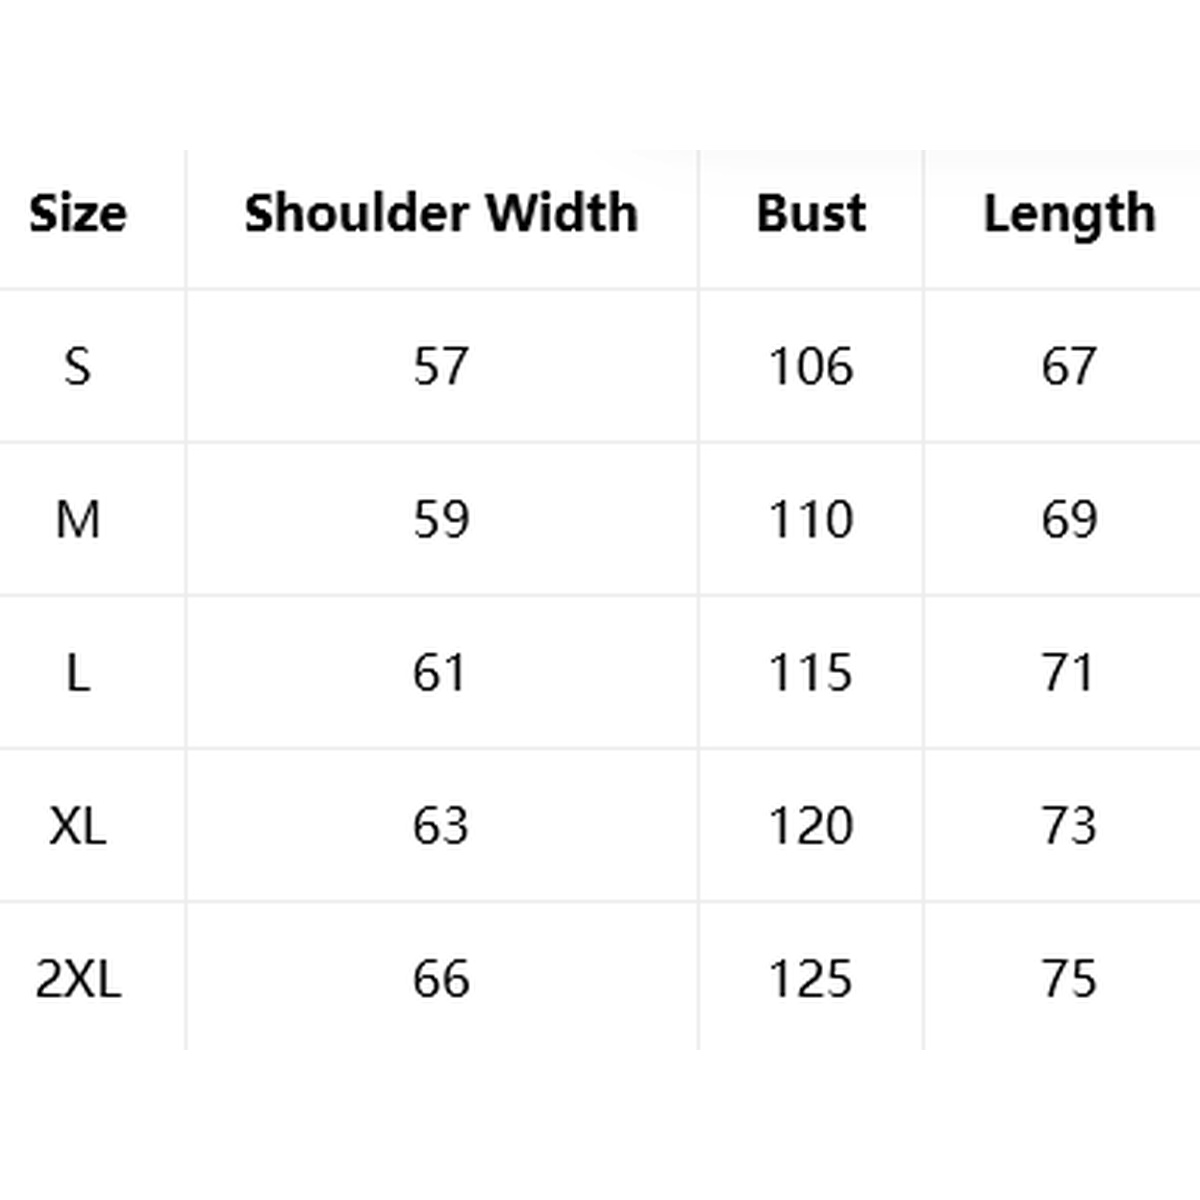 Size Shoulder Width Bust Length
S 57 106 67
M 59 110 69
L 61 115 71
XL 63 120 73
2XL 66 125 75